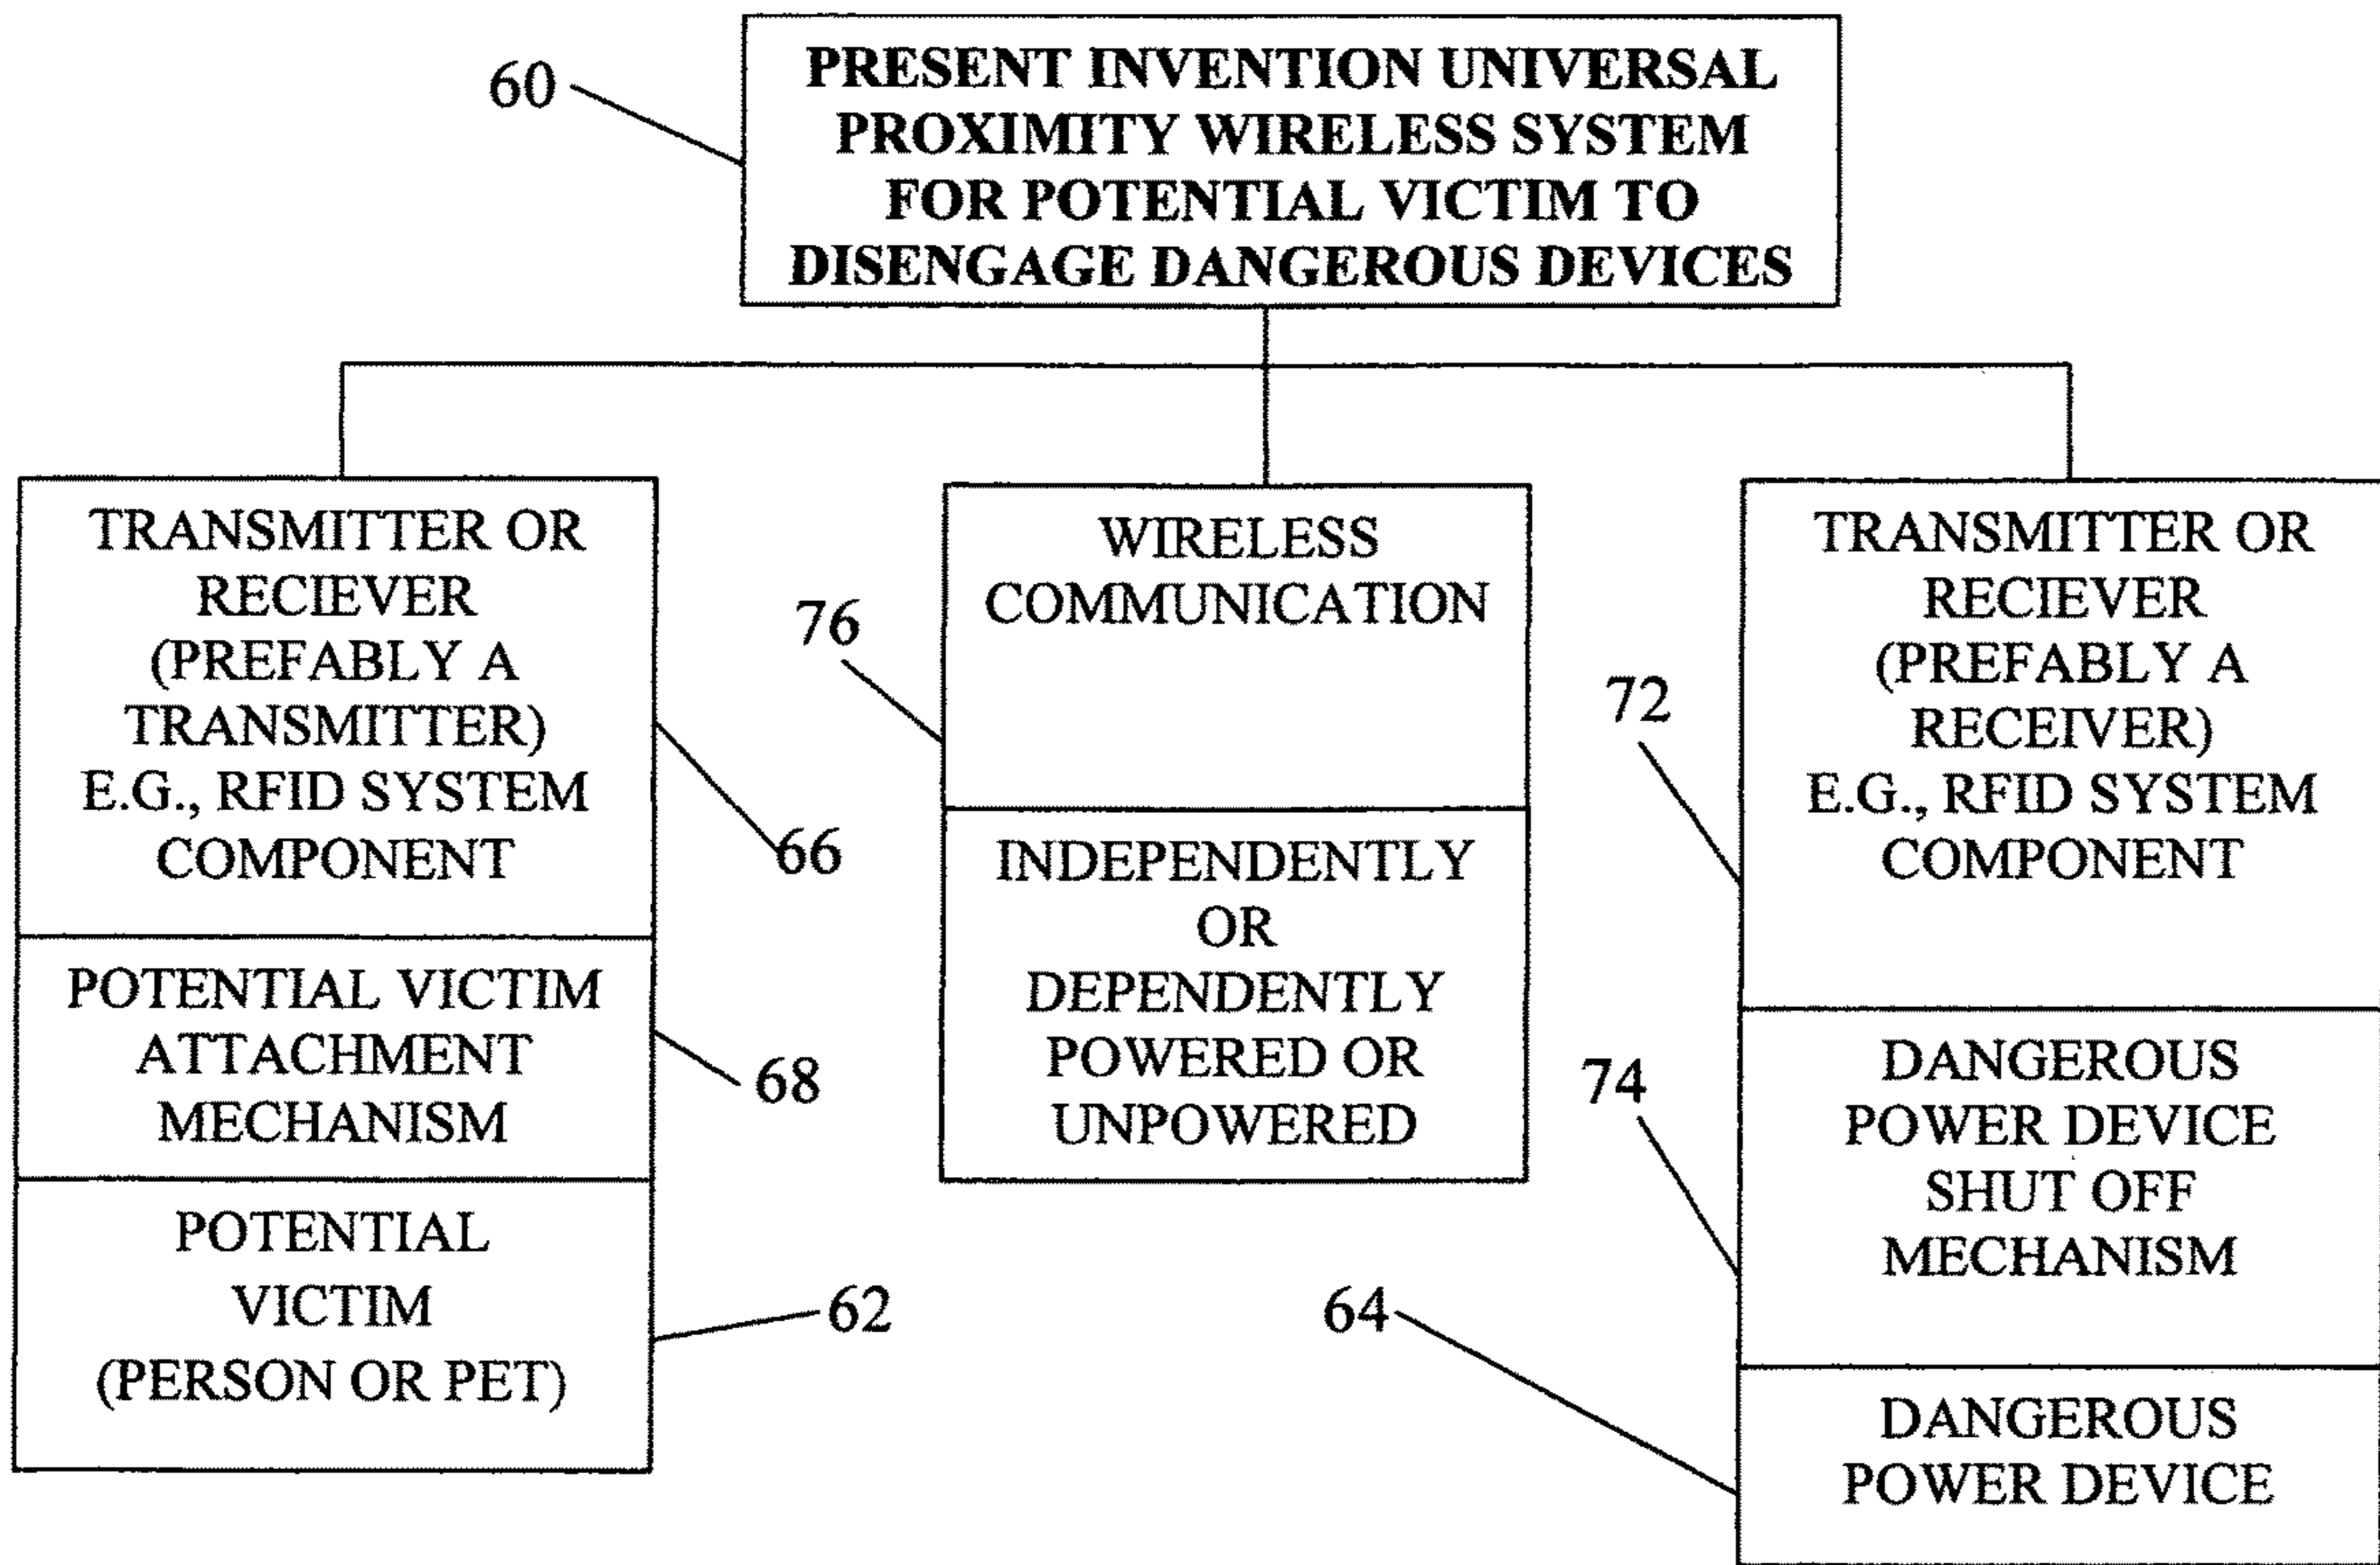 60
PRESENT INVENTION UNIVERSAL
PROXIMITY WIRELESS SYSTEM
FOR POTENTIAL VICTIM TO
DISENGAGE DANGEROUS DEVICES
TRANSMITTER OR
RECIEVER
(PREFABLY A
TRANSMITTER)
E.G., RFID SYSTEM
COMPONENT
66
POTENTIAL VICTIM
ATTACHMENT
MECHANISM
68
POTENTIAL
VICTIM
(PERSON OR PET)
62
76
WIRELESS
COMMUNICATION
INDEPENDENTLY
OR
DEPENDENTLY
POWERED OR
UNPOWERED
72
TRANSMITTER OR
RECIEVER
(PREFABLY A
RECEIVER)
E.G., RFID SYSTEM
COMPONENT
74
DANGEROUS
POWER DEVICE
SHUT OFF
MECHANISM
64
DANGEROUS
POWER DEVICE